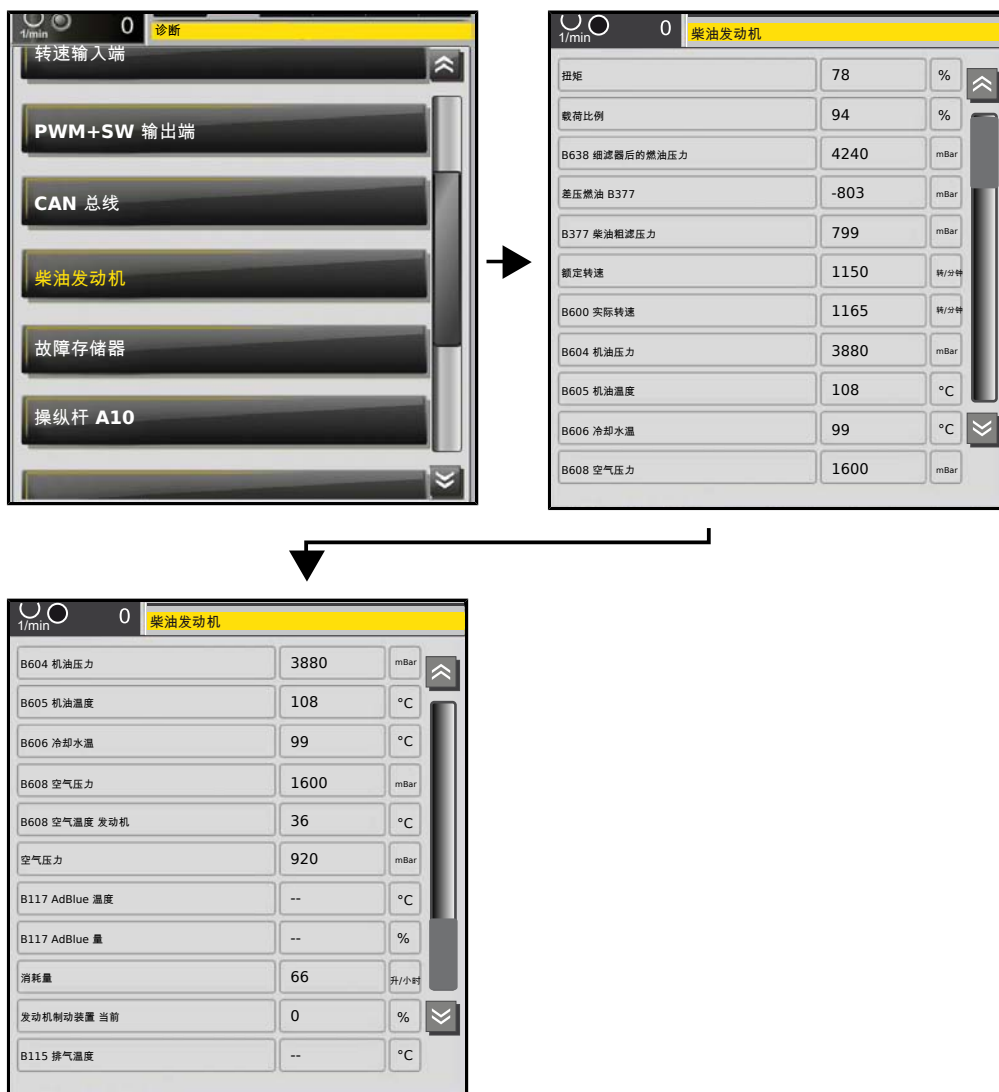 1/min 0 诊断
转速输入端
PWM+SW 输出端
CAN 总线
柴油发动机
故障存储器
操纵杆 A10
1/min 0 柴油发动机
扭矩 78 %
载荷比例 94 %
B638 细滤器后的燃油压力 4240 mBar
差压燃油 B377 -803 mBar
B377 柴油粗滤压力 799 mBar
额定转速 1150 转/分钟
B600 实际转速 1165 转/分钟
B604 机油压力 3880 mBar
B605 机油温度 108 °C
B606 冷却水温 99 °C
B608 空气压力 1600 mBar
1/min 0 柴油发动机
B604 机油压力 3880 mBar
B605 机油温度 108 °C
B606 冷却水温 99 °C
B608 空气压力 1600 mBar
B608 空气温度 发动机 36 °C
空气压力 920 mBar
B117 AdBlue 温度 -- °C
B117 AdBlue 量 -- %
消耗量 66 升/小时
发动机制动装置 当前 0 %
B115 排气温度 -- °C